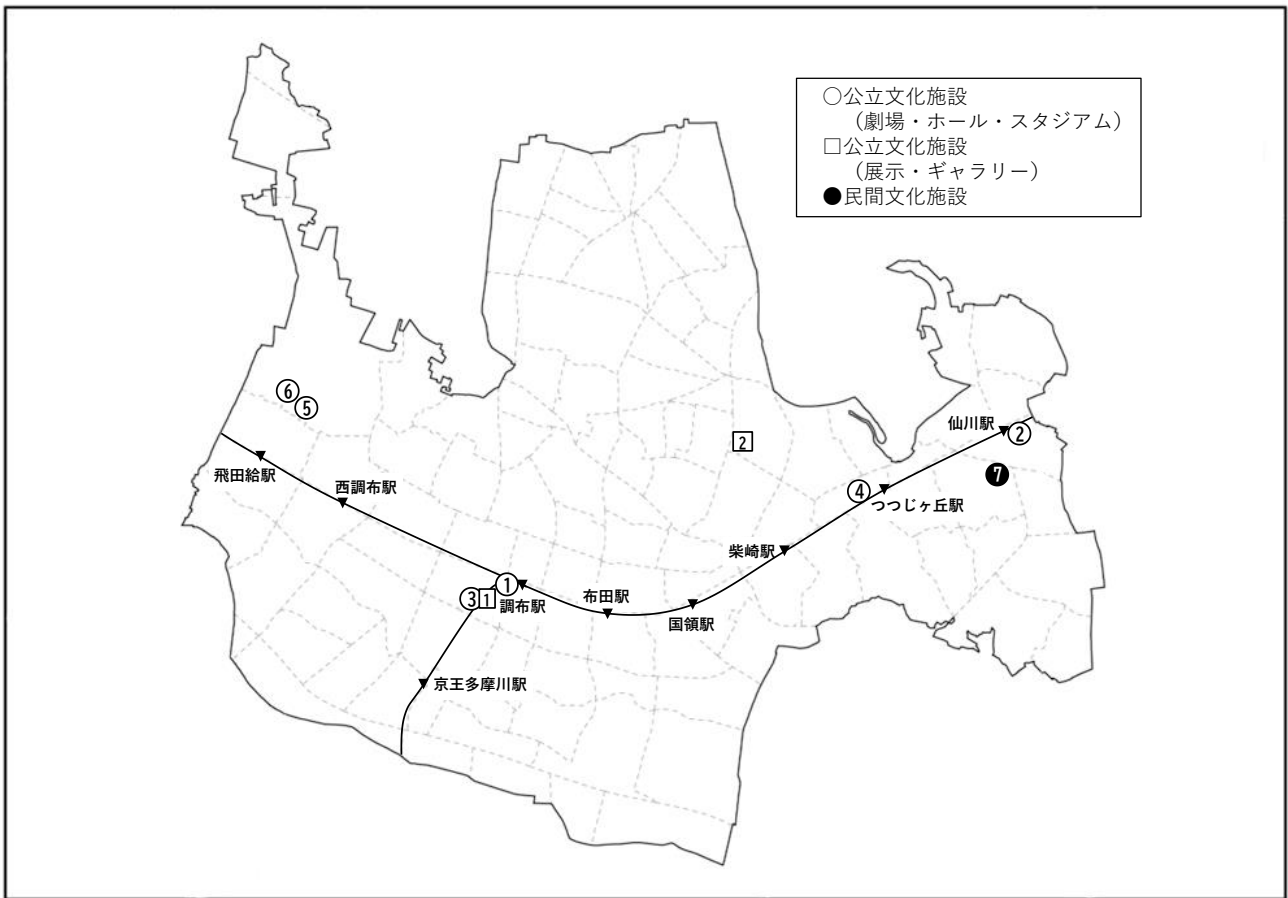 ○公立文化施設
(劇場・ホール・スタジアム)
□公立文化施設
(展示・ギャラリー)
●民間文化施設
⑥
⑤
飛田給駅
西調布駅
2
仙川駅
②
❼
④
つつじヶ丘駅
柴崎駅
①
③
1
調布駅
布田駅
国領駅
京王多摩川駅